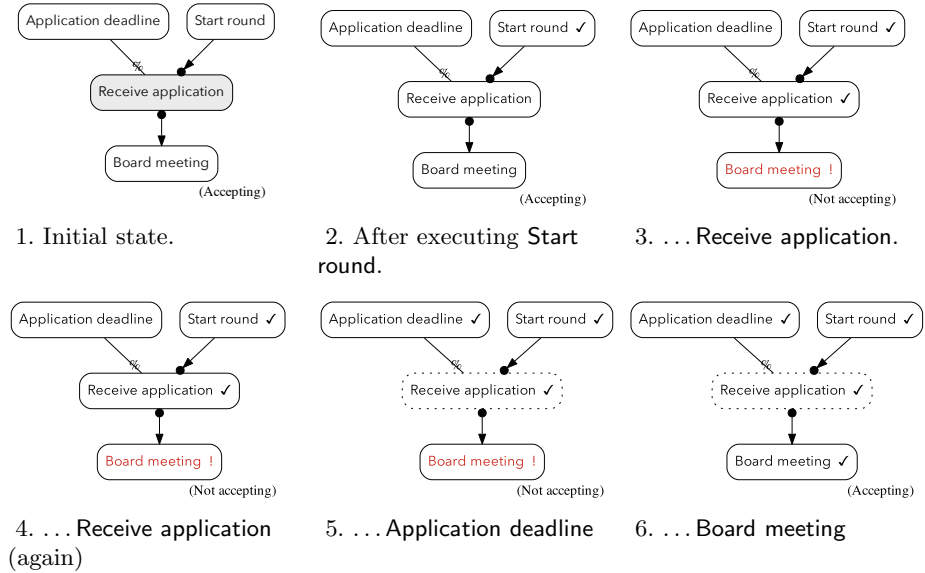 Application deadline
Start round
%
Receive application
Board meeting
(Accepting)
1. Initial state.
Application deadline
Start round ✓
%
Receive application
Board meeting
(Accepting)
2. After executing Start
round.
Application deadline
Start round ✓
%
Receive application ✓
Board meeting !
(Not accepting)
3. ... Receive application.
Application deadline
Start round ✓
%
Receive application ✓
Board meeting !
(Not accepting)
4. ... Receive application
(again)
Application deadline ✓
Start round ✓
%
Receive application ✓
Board meeting !
(Not accepting)
5. ... Application deadline
Application deadline ✓
Start round ✓
%
Receive application ✓
Board meeting ✓
(Accepting)
6. ... Board meeting